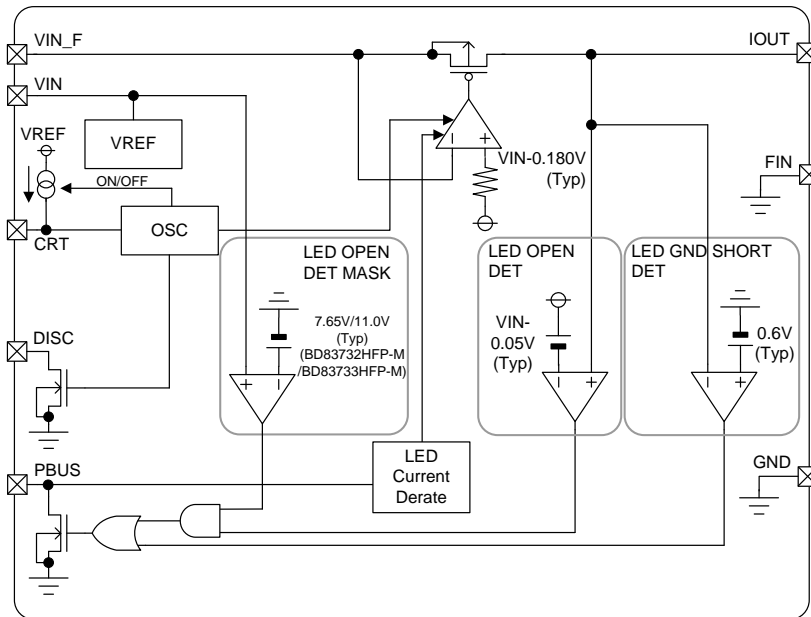 VIN_F
IOUT
VIN
VREF
VREF
ON/OFF
VIN-0.180V
(Typ)
FIN
CRT
OSC
LED OPEN
DET MASK
7.65V/11.0V
(Typ)
(BD83732HFP-M
/BD83733HFP-M)
+
–
LED OPEN
DET
VIN-
0.05V
(Typ)
–
+
LED GND SHORT
DET
0.6V
(Typ)
–
+
–
+
DISC
PBUS
LED
Current
Derate
GND